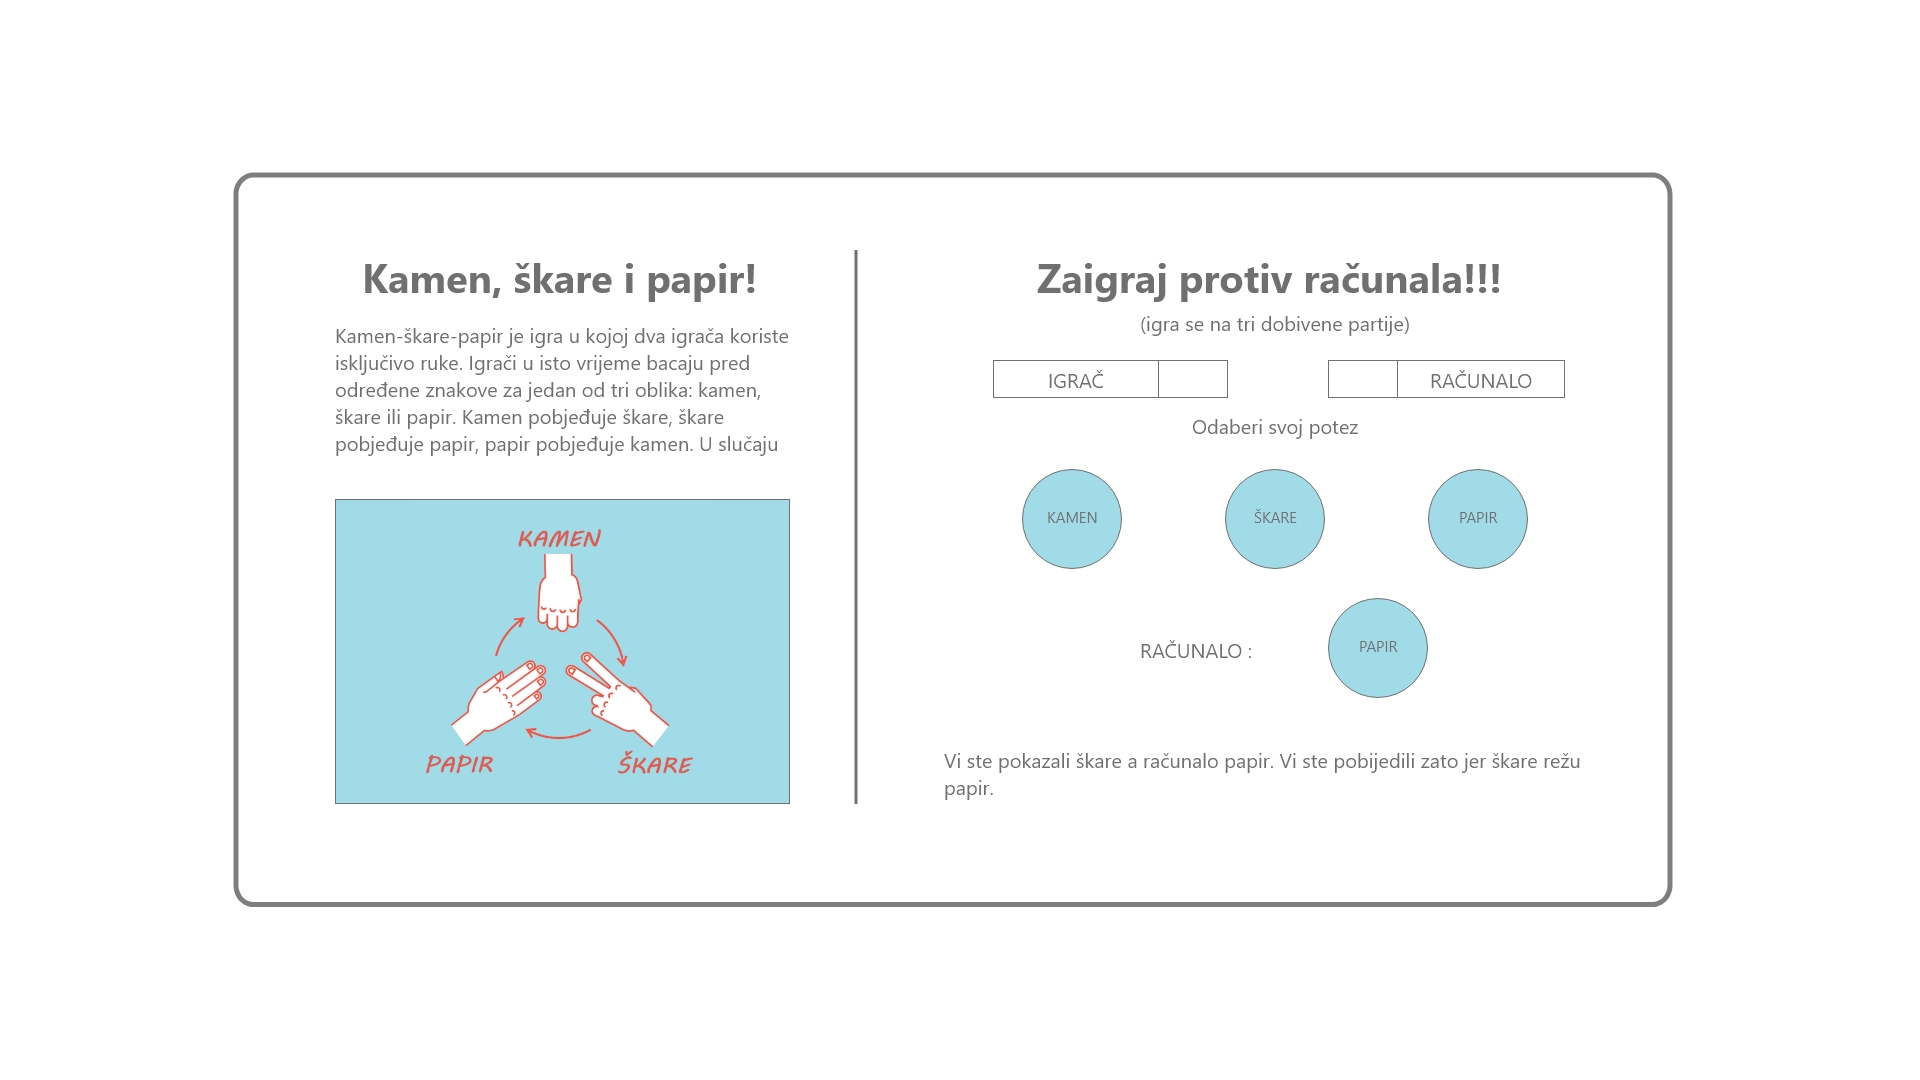 Kamen, škare i papir!
Kamen-škare-papir je igra u kojoj dva igrača koriste
isključivo ruke. Igrači u isto vrijeme bacaju pred
određene znakove za jedan od tri oblika: kamen,
škare ili papir. Kamen pobjeđuje škare, škare
pobjeđuje papir, papir pobjeđuje kamen. U slučaju
KAMEN
PAPIR
ŠKARE
Zaigraj protiv računala!!!
(igra se na tri dobivene partije)
IGRAČ
RAČUNALO
Odaberi svoj potez
KAMEN
ŠKARE
PAPIR
RAČUNALO :
PAPIR
Vi ste pokazali škare a računalo papir. Vi ste pobijedili zato jer škare režu
papir.